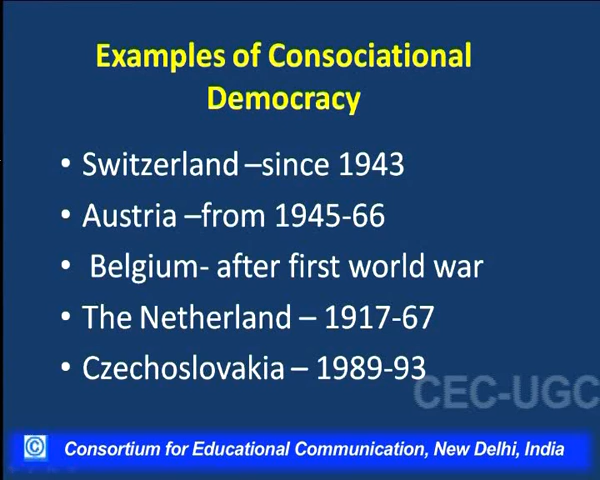 Examples of Consociational
Democracy
• Switzerland –since 1943
• Austria –from 1945-66
• Belgium- after first world war
• The Netherland – 1917-67
• Czechoslovakia – 1989-93
CEC-UGC
© Consortium for Educational Communication, New Delhi, India